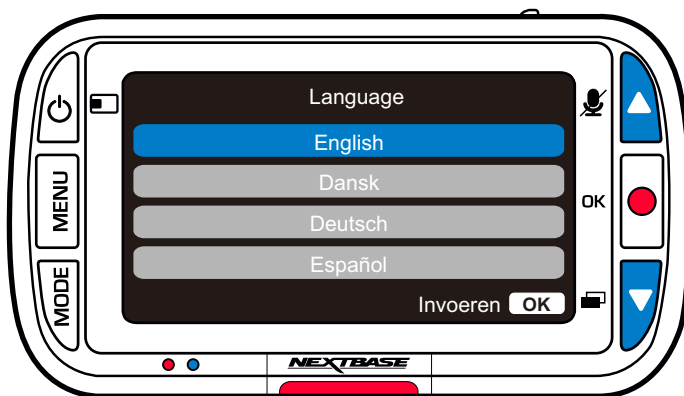 Language
English
MENU
Dansk
OK
Deutsch
Español
MODE
Invoeren OK
NEXTBASE